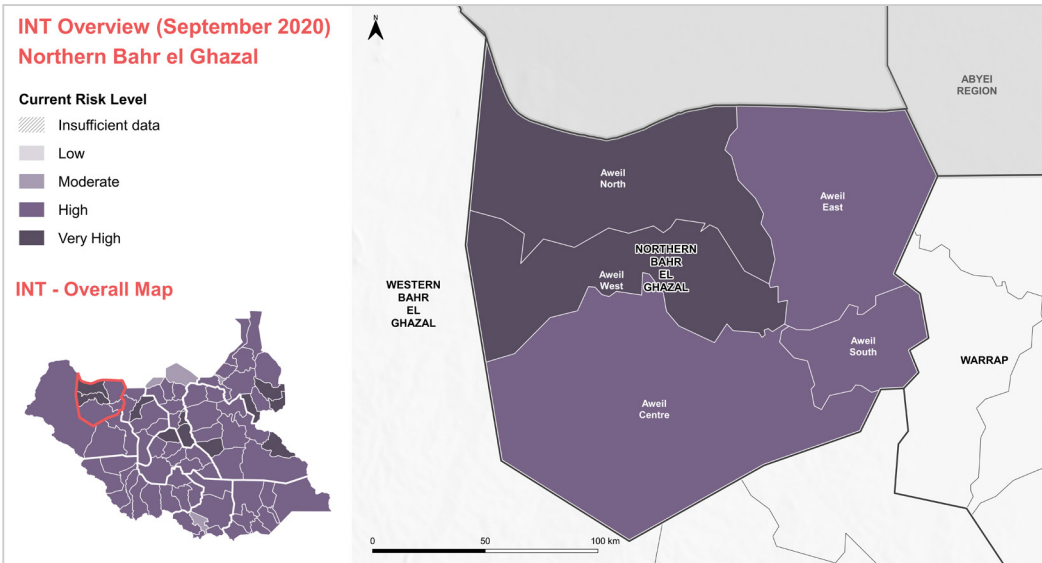 INT Overview (September 2020)
Northern Bahr el Ghazal
Current Risk Level
Insufficient data
Low
Moderate
High
Very High
INT - Overall Map
N
ABYEI
REGION
Aweil
North
Aweil
East
NORTHERN
BAHR
EL
GHAZAL
Aweil
West
WESTERN
BAHR
EL
GHAZAL
Aweil
South
WARRAP
Aweil
Centre
0 50 100 km